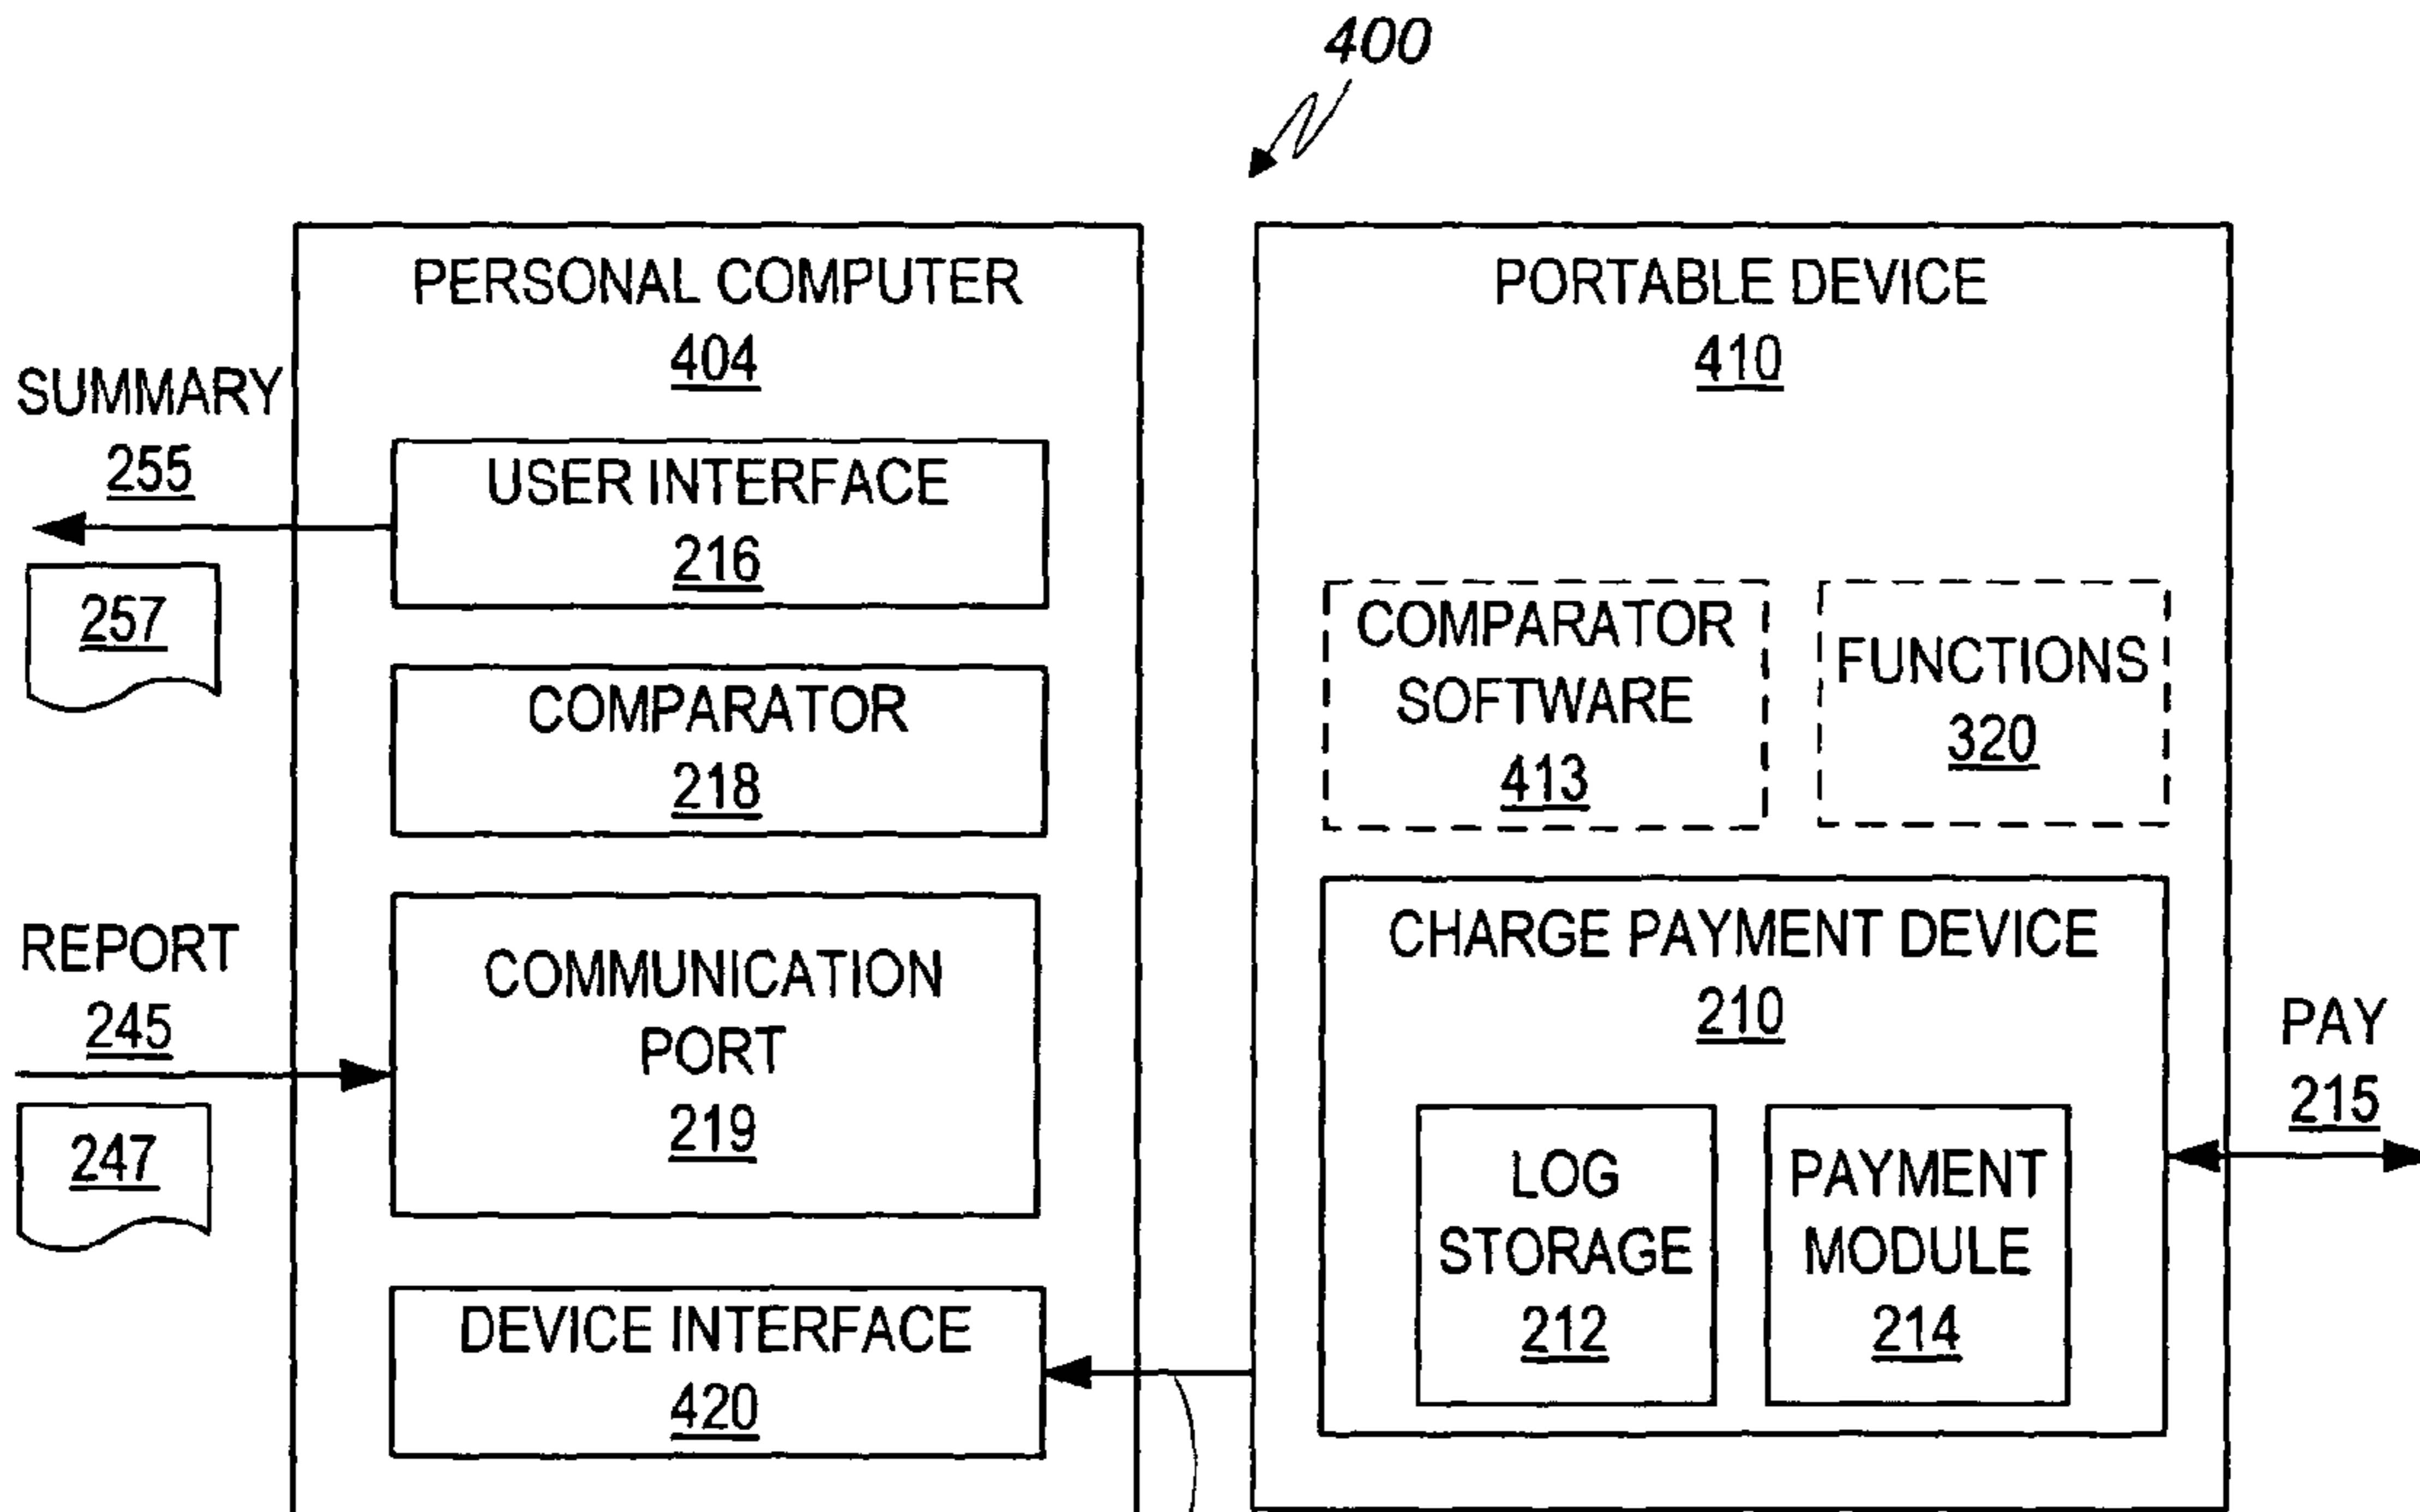 400
PERSONAL COMPUTER
404
SUMMARY
255
257
USER INTERFACE
216
COMPARATOR
218
REPORT
245
247
COMMUNICATION
PORT
219
DEVICE INTERFACE
420
PORTABLE DEVICE
410
COMPARATOR
SOFTWARE
413
FUNCTIONS
320
CHARGE PAYMENT DEVICE
210
LOG
STORAGE
212
PAYMENT
MODULE
214
PAY
215